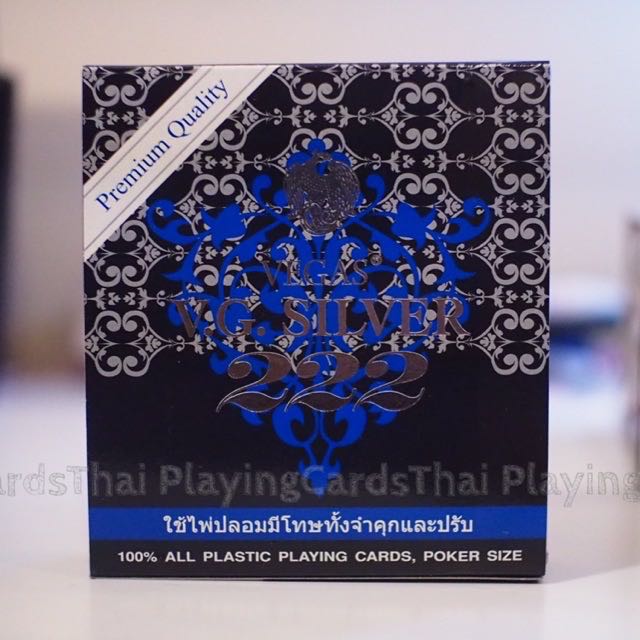 Premium Quality
VEGAS®
V.G. SILVER
222
ardsThai PlayingCardsThai Playing
ใช้ไพ่ปลอมมีโทษทั้งจำคุกและปรับ
100% ALL PLASTIC PLAYING CARDS, POKER SIZE